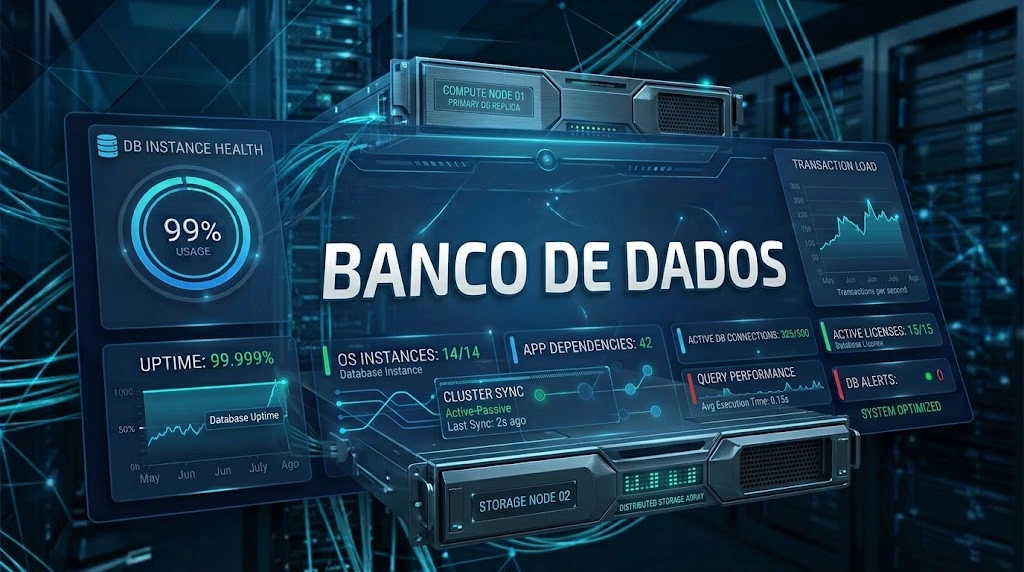 COMPUTE NODE 01
PRIMARY OS REPLICA
DB INSTANCE HEALTH
99%
USAGE
TRANSACTION LOAD
May Jun Jun July Ago
Transactions per second
BANCO DE DADOS
UPTIME: 99.999%
1000
50%
0h
Database Uptime
May Jun Jun July Ago
OS INSTANCES: 14/14
Database Instance
APP DEPENDENCIES: 42
ACTIVE DB CONNECTIONS: 325/500
ACTIVE LICENSES: 15/15
Database License
CLUSTER SYNC
Active-Passive
Last Sync: 2s ago
QUERY PERFORMANCE
Avg Execution Time: 0.15s
DB ALERTS: 0
SYSTEM OPTIMIZED
STORAGE NODE 02
DISTRIBUTED STORAGE ARRAY